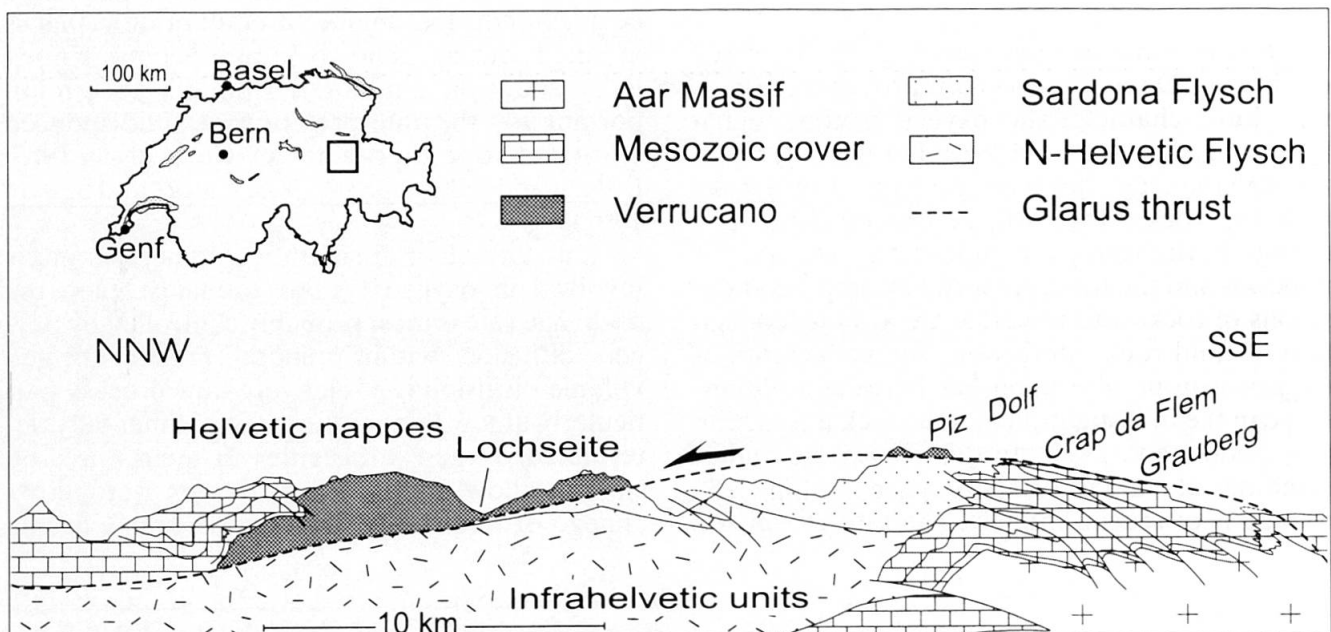 100 km
Basel
Bern
Genf
Aar Massif
Mesozoic cover
Verrucano
Sardona Flysch
N-Helvetic Flysch
Glarus thrust
NNW
SSE
Helvetic nappes
Lochseite
Piz Dolf
Crap da Flem
Grauberg
Infrahelvetic units
10 km